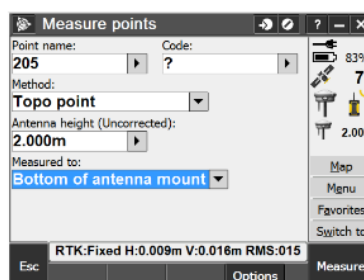 Measure points
? –
Point name: Code:
205 ?
83%
Method:
7
Topo point
Antenna height (Uncorrected):
2.000m
2.00
Measured to:
Bottom of antenna mount
Map
Menu
Favorites
Switch to
RTK:Fixed H:0.009m V:0.016m RMS:015
Esc Options Measure